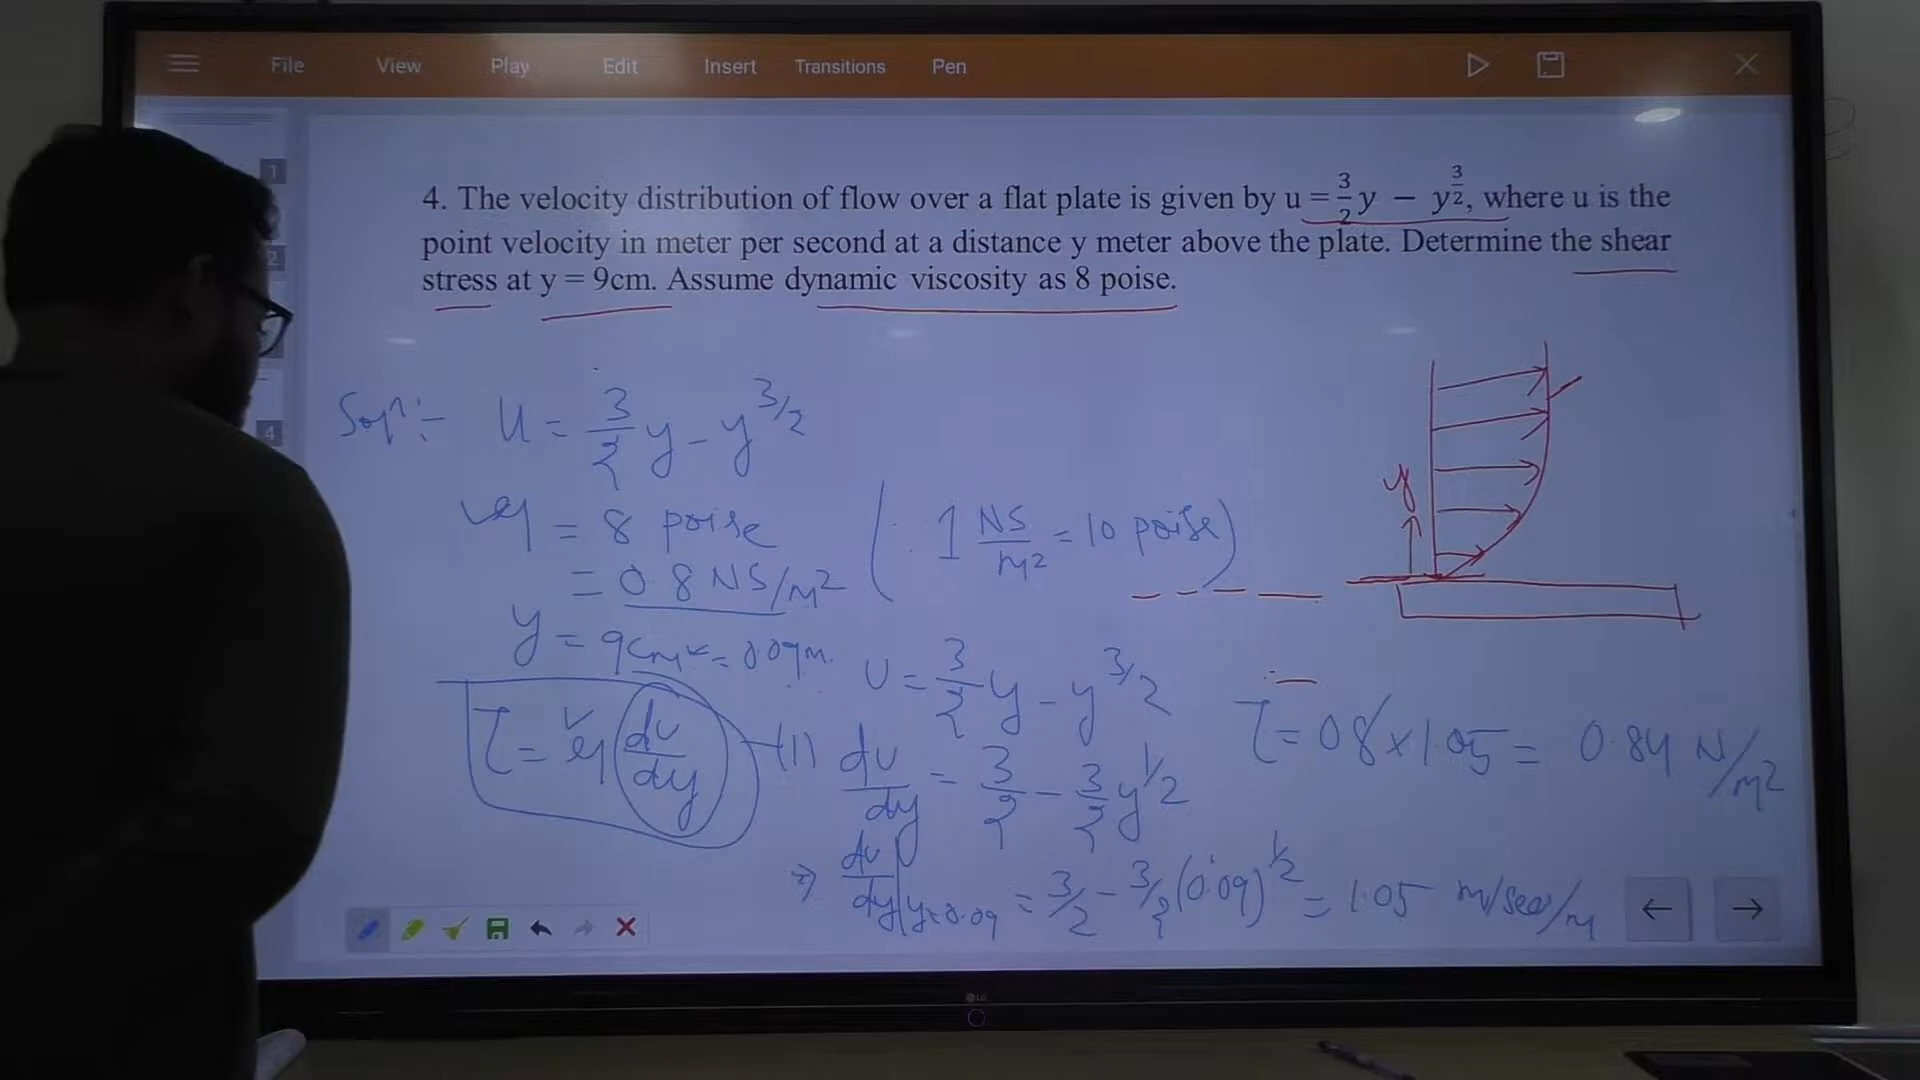 File View Play Edit Insert Transitions Pen
1
2
4
4. The velocity distribution of flow over a flat plate is given by u = 3/2 y − y^3/2, where u is the
point velocity in meter per second at a distance y meter above the plate. Determine the shear
stress at y = 9cm. Assume dynamic viscosity as 8 poise.
Solⁿ :- u = 3/2 y - y^3/2
μ = 8 poise (∵ 1 NS/m² = 10 poise)
= 0.8 NS/m²
y = 9cm = 0.09m.
y
τ = μ du/dy —(1)
u = 3/2 y - y^3/2
du/dy = 3/2 - 3/2 y^1/2
⇒ du/dy|y=0.09 = 3/2 - 3/2 (0.09)^1/2 = 1.05 m/sec/m
τ = 0.8 × 1.05 = 0.84 N/m²
LG